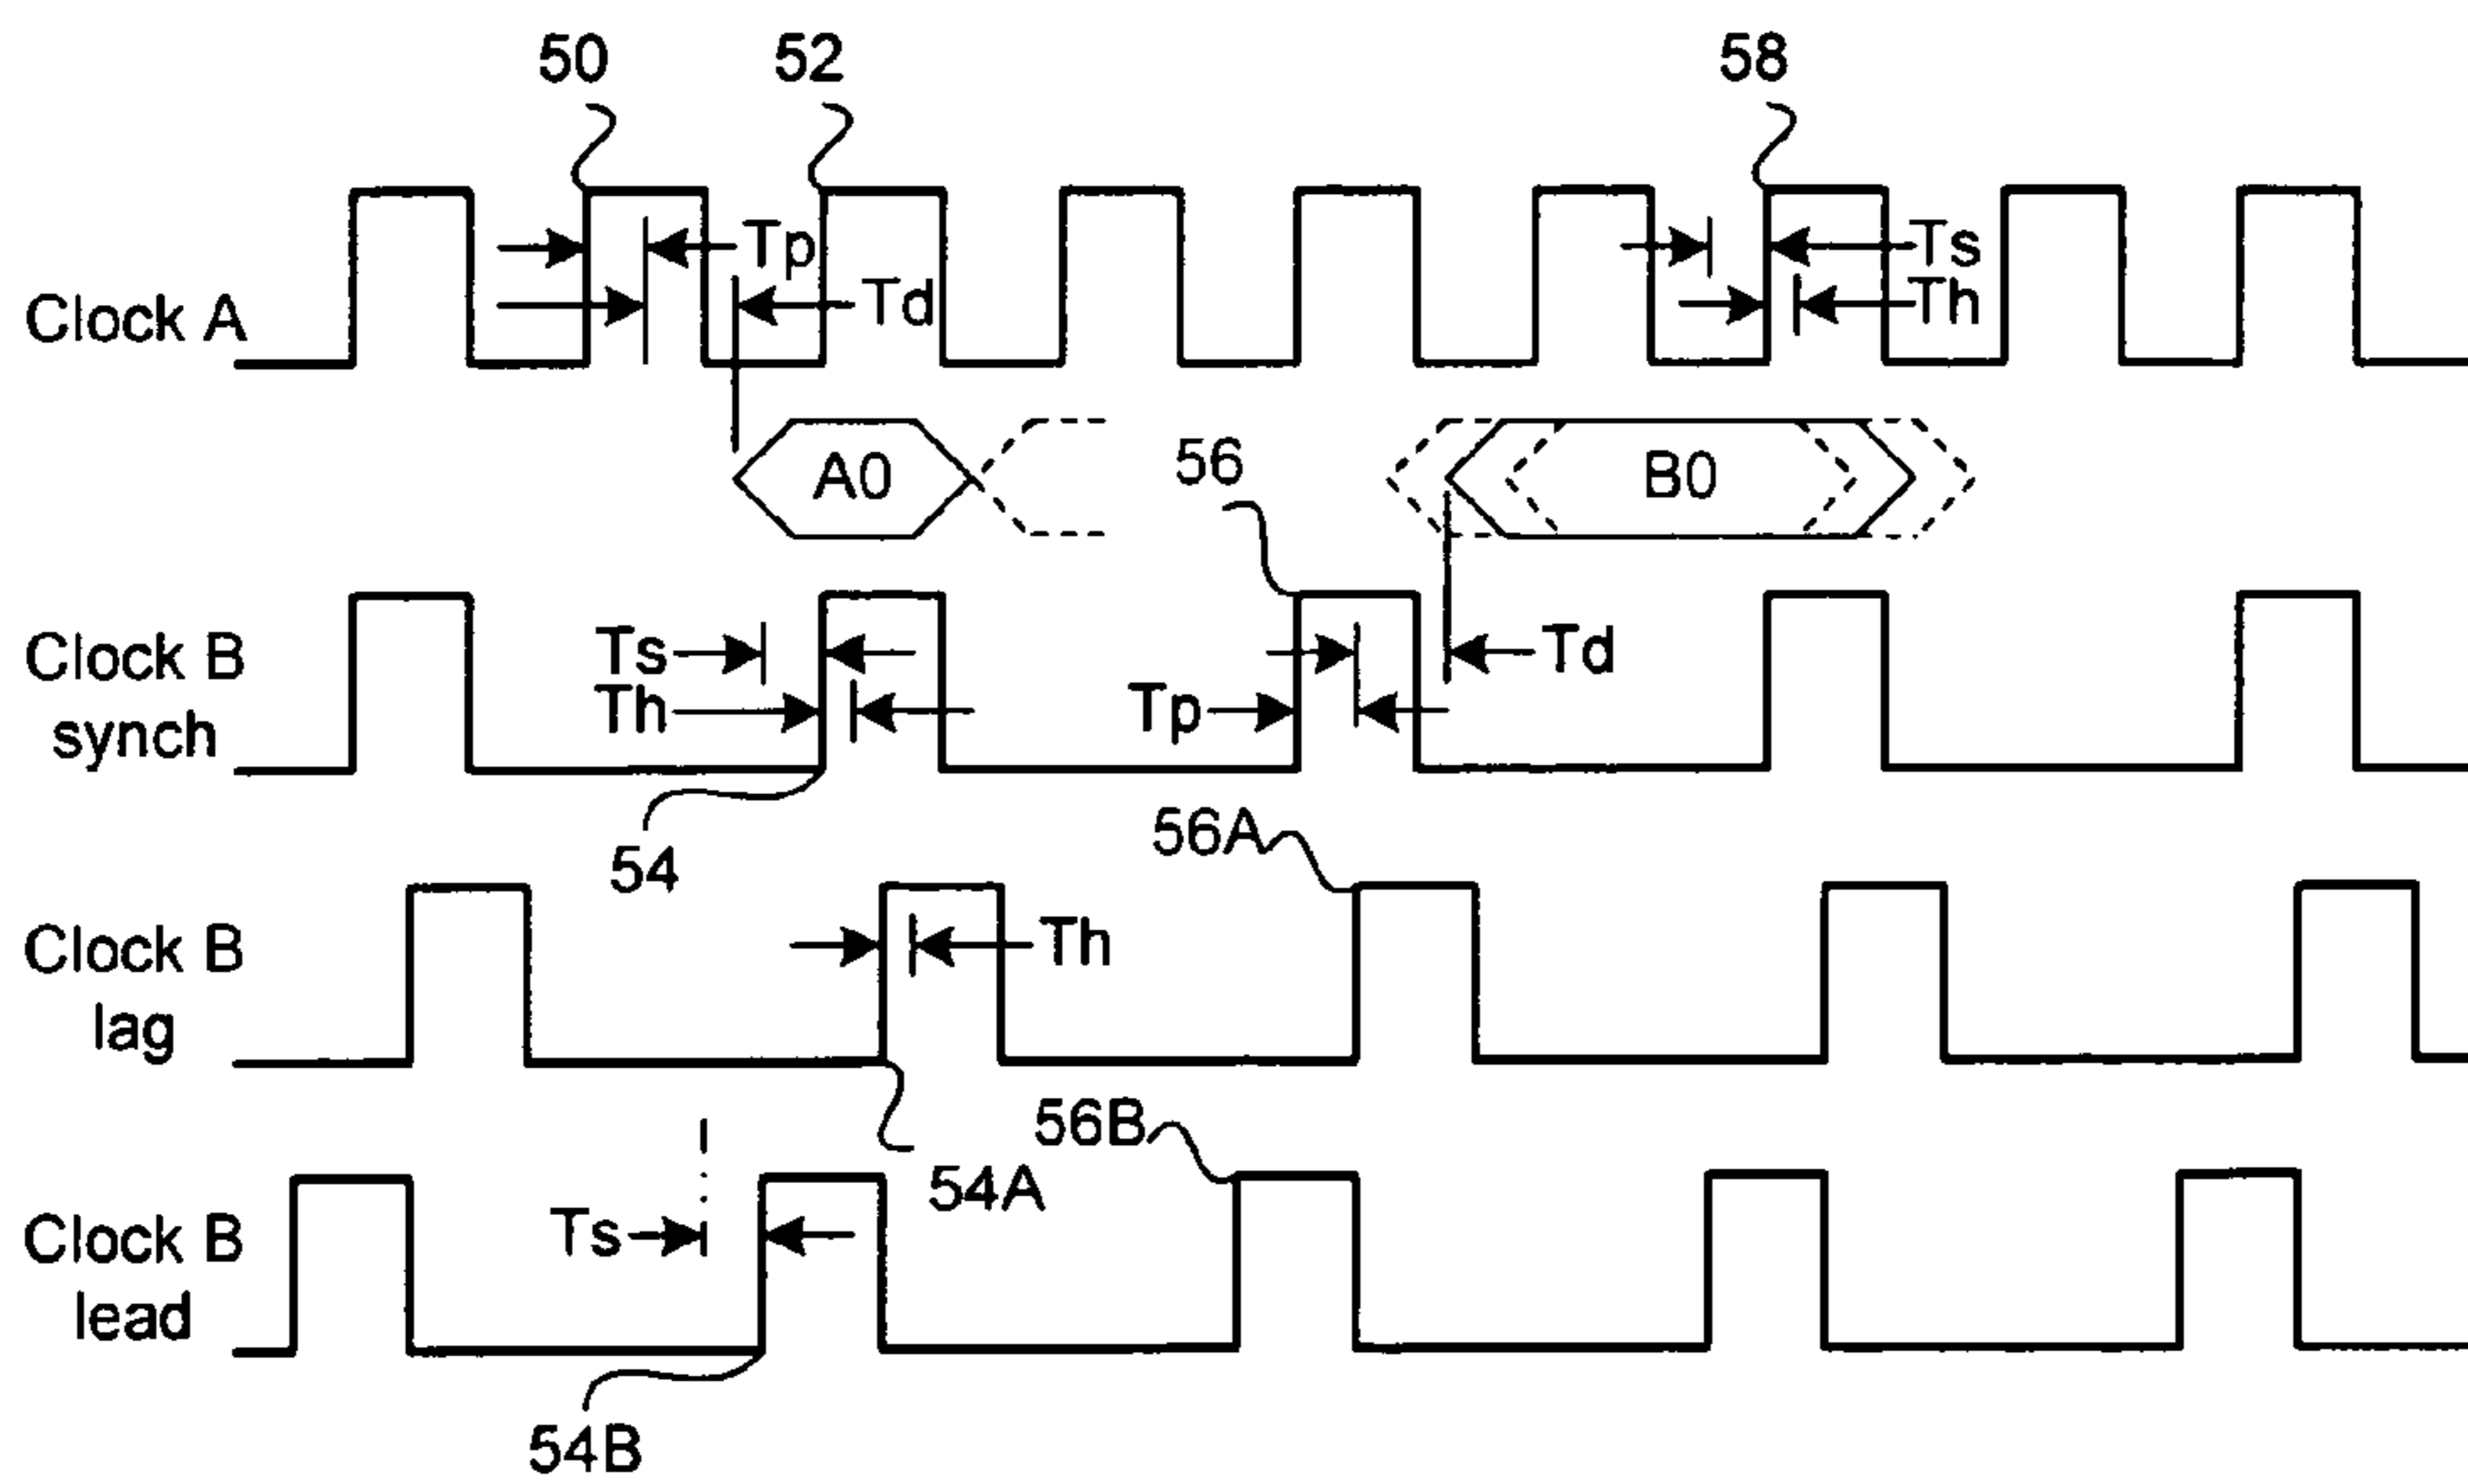 50 52 58
Tp Ts
Clock A Td Th
56
A0 B0
Clock B
synch
Ts Td
Th Tp
54
56A
Clock B
lag
Th
56B
54A
Clock B
lead
Ts
54B